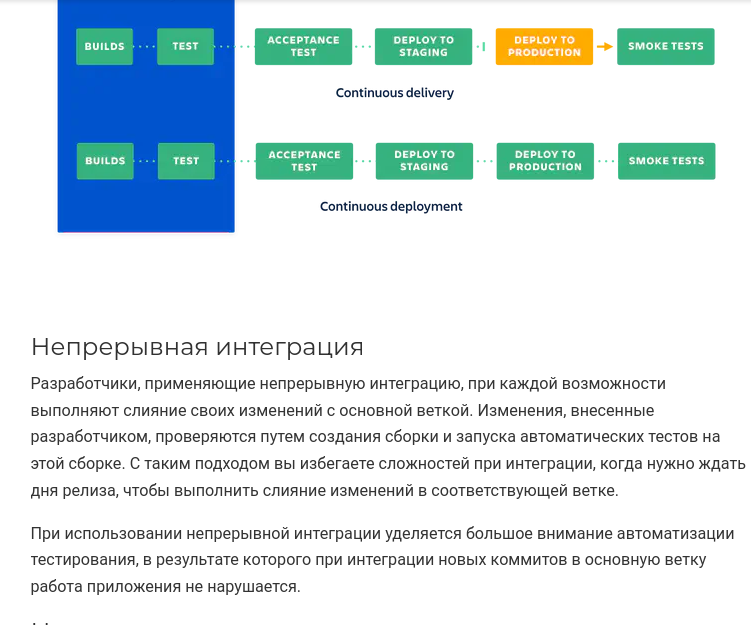 BUILDS TEST ACCEPTANCE TEST DEPLOY TO STAGING DEPLOY TO PRODUCTION SMOKE TESTS
Continuous delivery
BUILDS TEST ACCEPTANCE TEST DEPLOY TO STAGING DEPLOY TO PRODUCTION SMOKE TESTS
Continuous deployment
Непрерывная интеграция
Разработчики, применяющие непрерывную интеграцию, при каждой возможности
выполняют слияние своих изменений с основной веткой. Изменения, внесенные
разработчиком, проверяются путем создания сборки и запуска автоматических тестов на
этой сборке. С таким подходом вы избегаете сложностей при интеграции, когда нужно ждать
дня релиза, чтобы выполнить слияние изменений в соответствующей ветке.
При использовании непрерывной интеграции уделяется большое внимание автоматизации
тестирования, в результате которого при интеграции новых коммитов в основную ветку
работа приложения не нарушается.